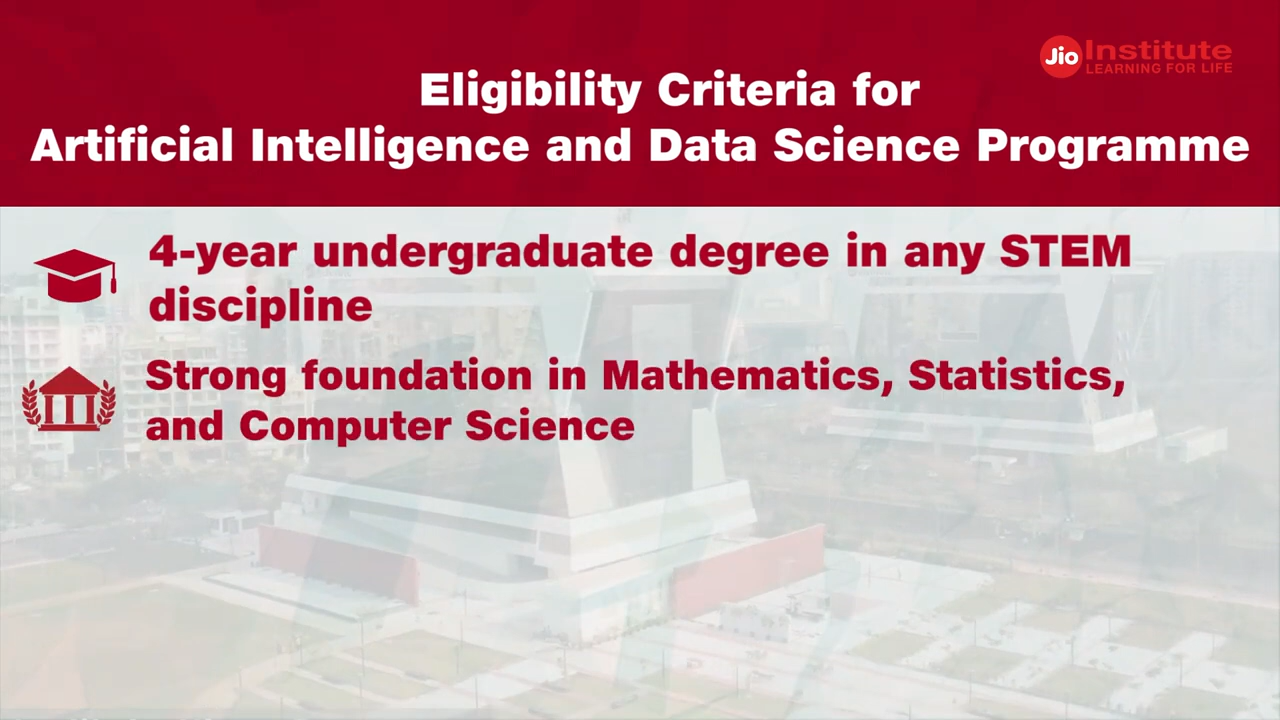 Jio Institute
LEARNING FOR LIFE
Eligibility Criteria for
Artificial Intelligence and Data Science Programme
4-year undergraduate degree in any STEM
discipline
Strong foundation in Mathematics, Statistics,
and Computer Science